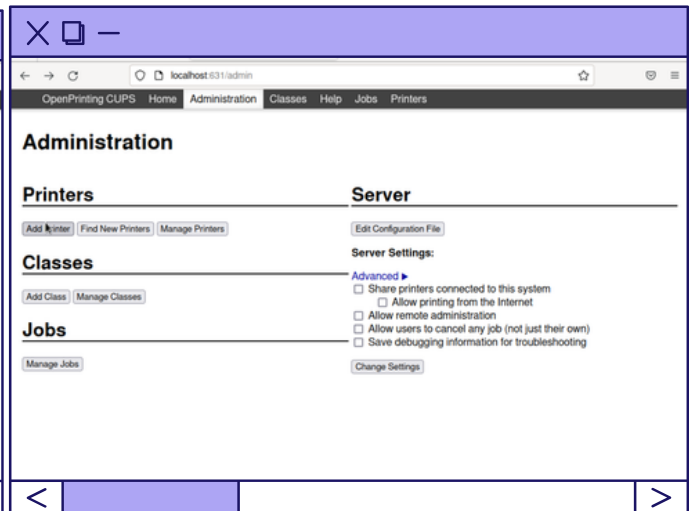 localhost:631/admin
OpenPrinting CUPS Home Administration Classes Help Jobs Printers
Administration
Printers
Add Printer Find New Printers Manage Printers
Classes
Add Class Manage Classes
Jobs
Manage Jobs
Server
Edit Configuration File
Server Settings:
Advanced ▶
Share printers connected to this system
Allow printing from the Internet
Allow remote administration
Allow users to cancel any job (not just their own)
Save debugging information for troubleshooting
Change Settings